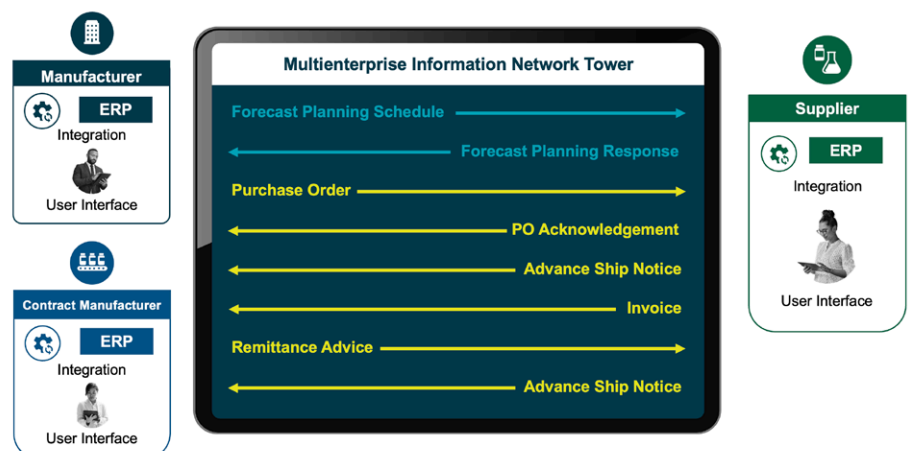 Manufacturer
ERP
Integration
User Interface
Contract Manufacturer
ERP
Integration
User Interface
Multienterprise Information Network Tower
Forecast Planning Schedule
Forecast Planning Response
Purchase Order
PO Acknowledgement
Advance Ship Notice
Invoice
Remittance Advice
Advance Ship Notice
Supplier
ERP
Integration
User Interface